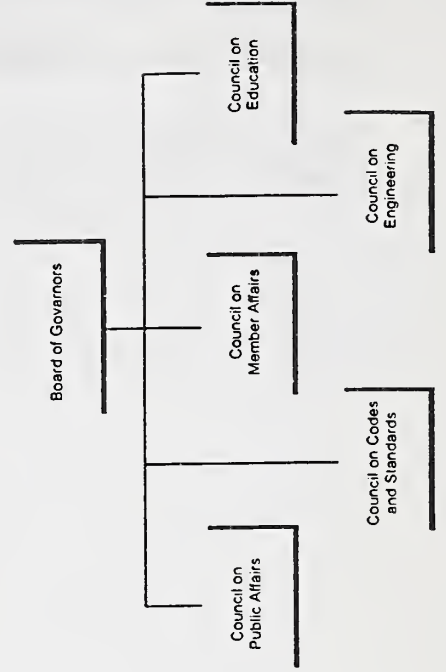 Board of Governors
Council on
Public Affairs
Council on
Member Affairs
Council on
Education
Council on Codes
and Standards
Council on
Engineering